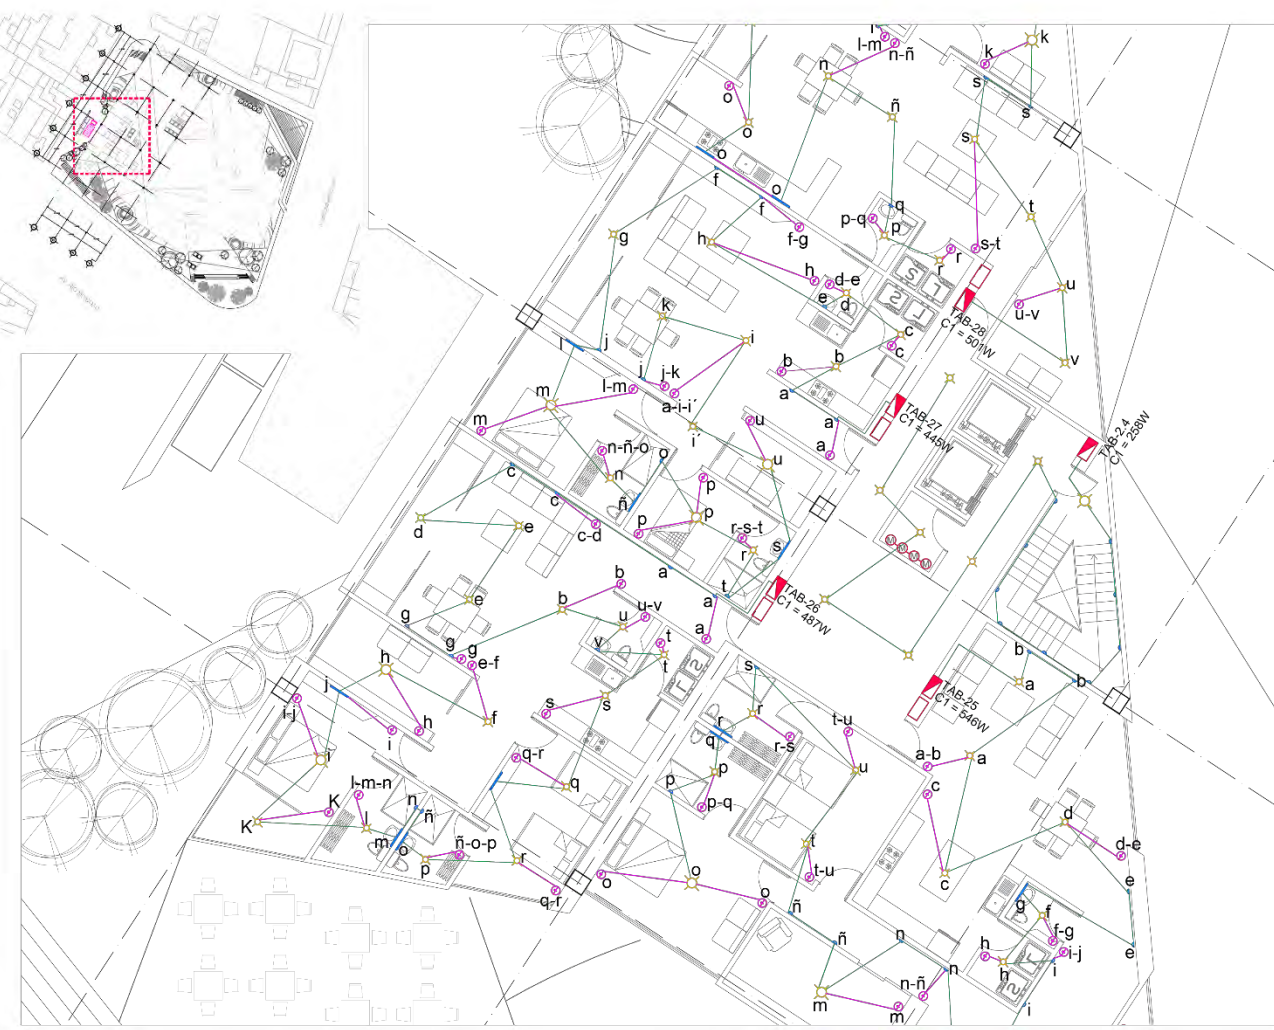 l-m
n-ñ
k
k
n
s
o
ñ
s
o
s
o
f
o
f
p-q
q
p
t
g
h
f-g
r
r
s-t
h
d-e
d
e
u
u-v
TAB-28
C1 = 501W
k
i
c
c
l
j
b
b
v
j
j-k
a
l-m
a-i-i´
m
m
TAB-27
C1 = 445W
TAB-2.4
C1 = 258W
u
a
a
i´
n-ñ-o
o
u
c
n
p
c
ñ
p
p
d
e
c-d
r-s-t
r
s
a
t
TAB-26
C1 = 487W
b
b
e
a
u-v
u
g
a
v
t
t
g
g
e-f
h
s
b
a
b
j
TAB-25
C1 = 546W
i-j
s
s
f
h
i
r
t-u
q
r-s
a-b
a
i
q-r
q
p
u
l-m-n
p
p-q
c
K
K
l
n
ñ
d
m
o
t
d-e
ñ-o-p
p
r
q-r
o
o
t-u
c
e
o
g
f
ñ
f-g
ñ
n
h
h
i-j
i
e
n
n-ñ
m
m
i